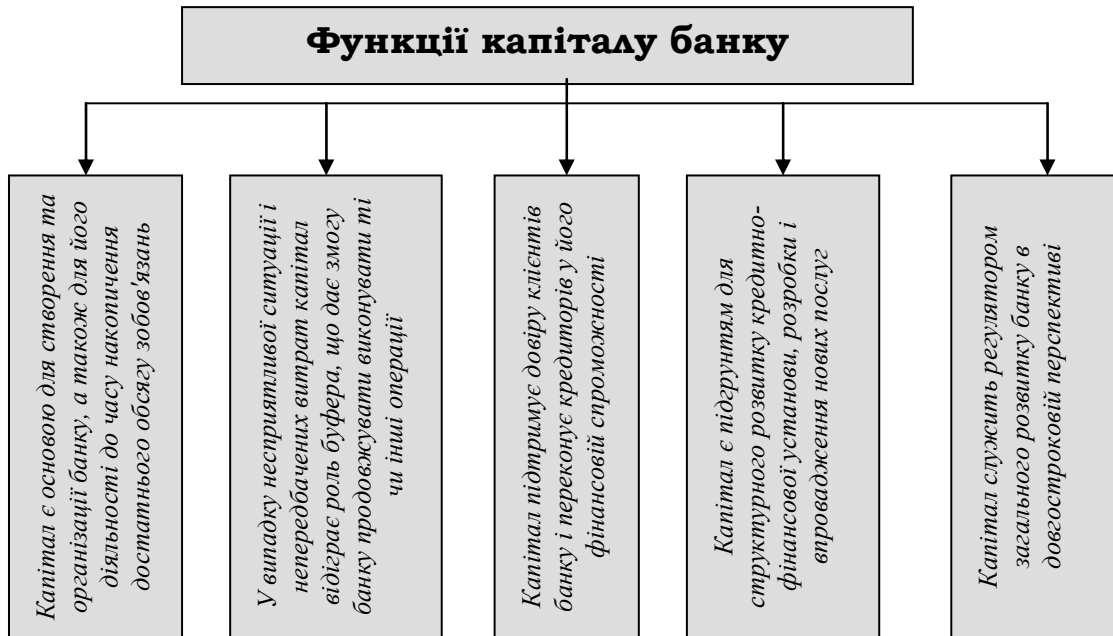 Функції капіталу банку
Капітал є основою для створення та
організації банку, а також для його
діяльності до часу накопичення
достатнього обсягу зобов'язань
У випадку несприятливої ситуації і
непередбачених витрат капітал
відіграє роль буфера, що дає змогу
банку продовжувати виконувати ті
чи інші операції
Капітал підтримує довіру клієнтів
банку і переконує кредиторів у його
фінансовій спроможності
Капітал є підгрунтям для
структурного розвитку кредитно-
фінансової установи, розробки і
впровадження нових послуг
Капітал служить регулятором
загального розвитку банку в
довгостроковій перспективі